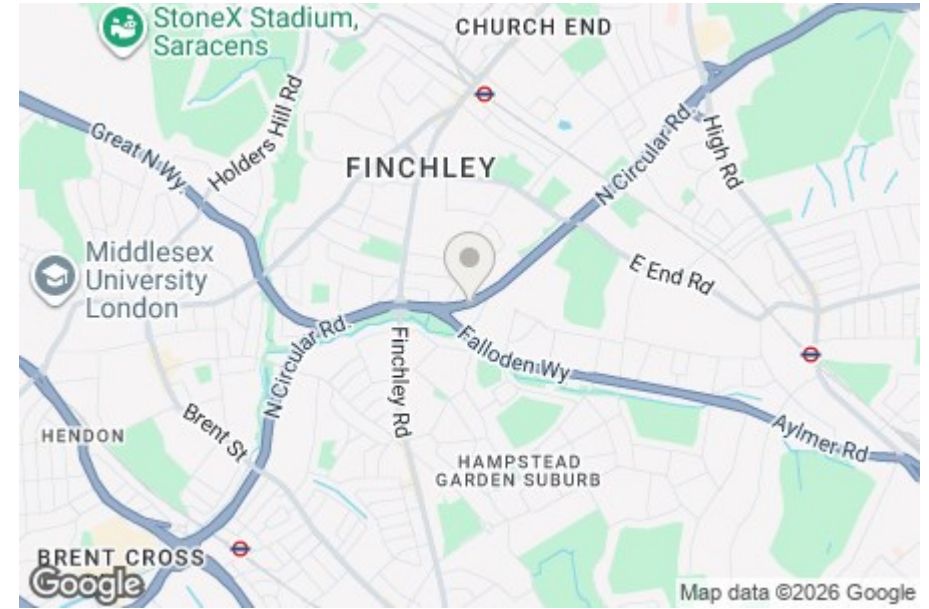 StoneX Stadium,
Saracens
CHURCH END
Great N Wy.
Holders Hill Rd
FINCHLEY
N Circular Rd.
High Rd
Middlesex
University
London
E End Rd
N Circular Rd.
Finchley Rd
Falloden Wy
Brent St
HENDON
Aylmer Rd
HAMPSTEAD
GARDEN SUBURB
BRENT CROSS
Google
Map data ©2026 Google